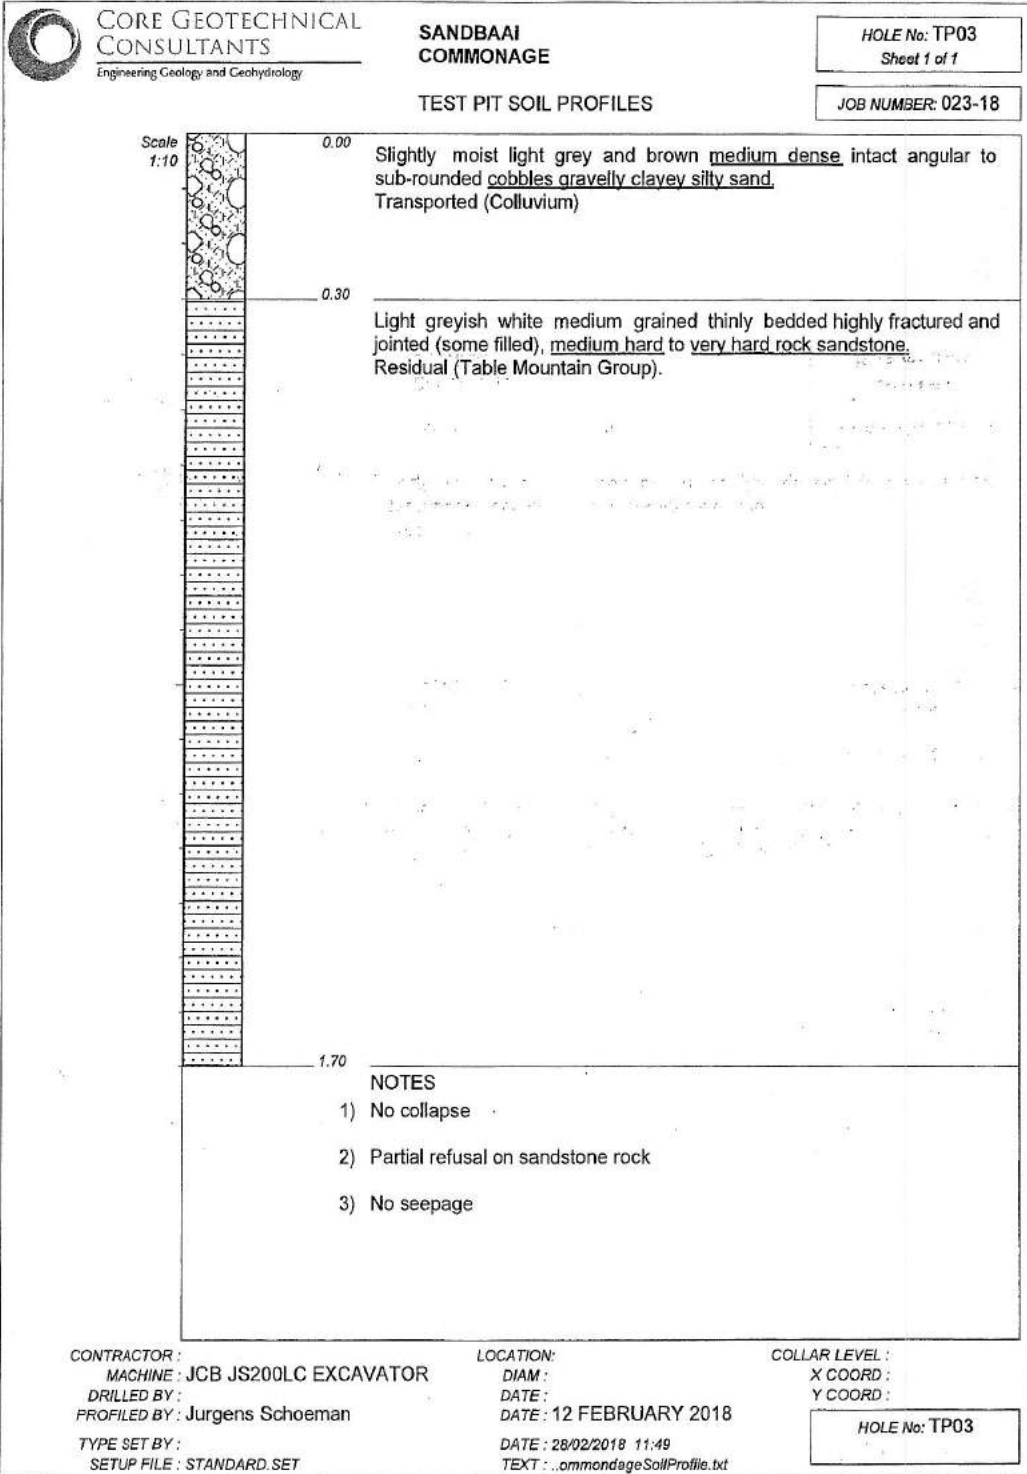 CORE GEOTECHNICAL
CONSULTANTS
Engineering Geology and Geohydrology
SANDBAAI
COMMONAGE
TEST PIT SOIL PROFILES
HOLE No: TP03
Sheet 1 of 1
JOB NUMBER: 023-18
Scale
1:10
0.00
Slightly moist light grey and brown medium dense intact angular to
sub-rounded cobbles gravelly clayey silty sand.
Transported (Colluvium)
0.30
Light greyish white medium grained thinly bedded highly fractured and
jointed (some filled), medium hard to very hard rock sandstone.
Residual (Table Mountain Group).
1.70
NOTES
1) No collapse
2) Partial refusal on sandstone rock
3) No seepage
CONTRACTOR :
MACHINE : JCB JS200LC EXCAVATOR
DRILLED BY :
PROFILED BY : Jurgens Schoeman
TYPE SET BY :
SETUP FILE : STANDARD.SET
LOCATION:
DIAM :
DATE :
DATE : 12 FEBRUARY 2018
DATE : 28/02/2018 11:49
TEXT : ..ommondageSoilProfile.txt
COLLAR LEVEL :
X COORD :
Y COORD :
HOLE No: TP03